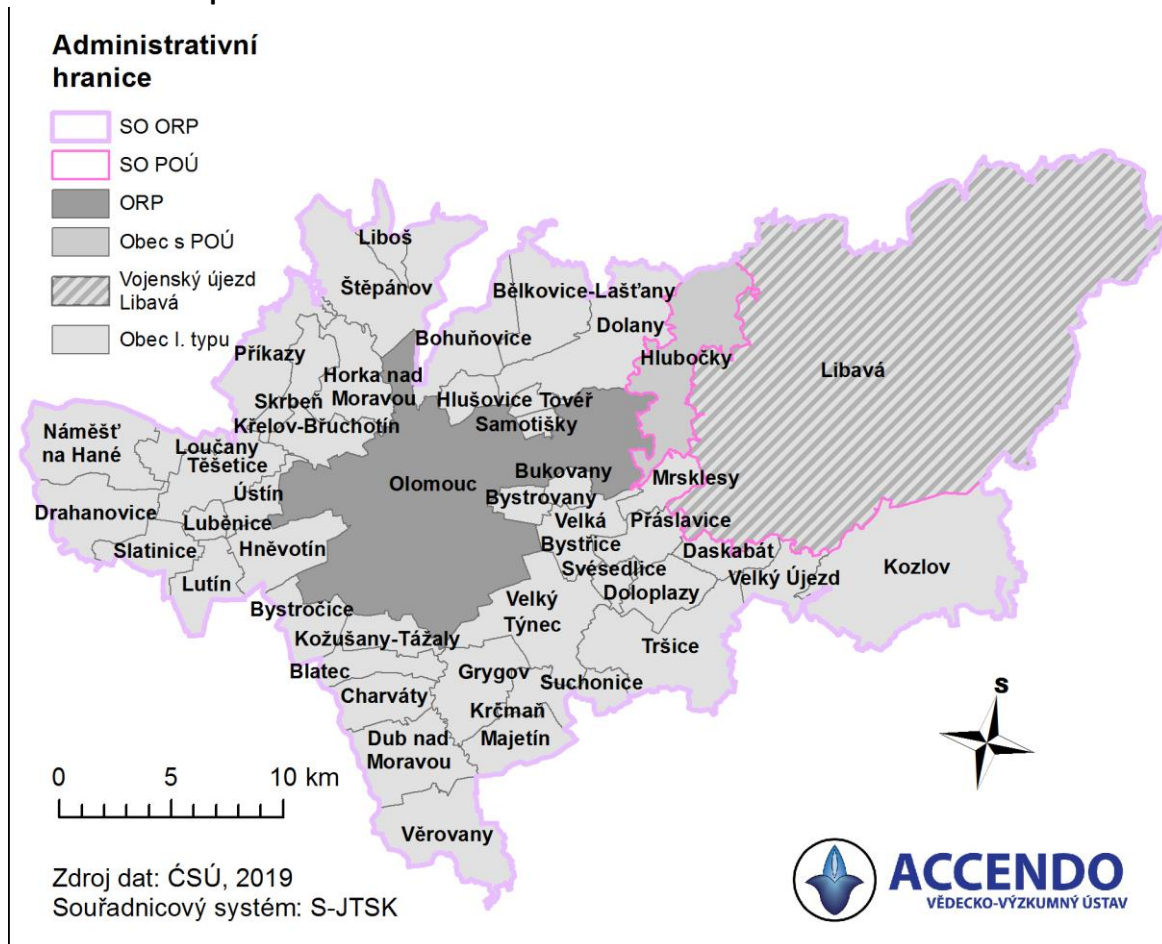 Administrativní
hranice
SO ORP
SO POÚ
ORP
Obec s POÚ
Vojenský újezd
Libavá
Obec I. typu
Liboš
Štěpánov
Bělkovice-Lašťany
Dolany
Bohuňovice
Příkazy
Hlubočky
Libavá
Horka nad
Moravou
Skrbeň
Hlušovice
Tovéř
Samotišky
Křelov-Břuchotín
Náměšť
na Hané
Loučany
Těšetice
Bukovany
Mrsklesy
Olomouc
Ústín
Bystrovany
Drahanovice
Luběnice
Velká
Bystřice
Přáslavice
Slatinice
Hněvotín
Daskabát
Svésedlice
Velký Újezd
Kozlov
Lutín
Doloplazy
Bystročice
Velký
Týnec
Kožušany-Tážaly
Tršice
Blatec
Grygov
Suchonice
Charváty
Krčmaň
Majetín
Dub nad
Moravou
Věrovany
S
0 5 10 km
Zdroj dat: ČSÚ, 2019
Souřadnicový systém: S-JTSK
ACCENDO
VĚDECKO-VÝZKUMNÝ ÚSTAV